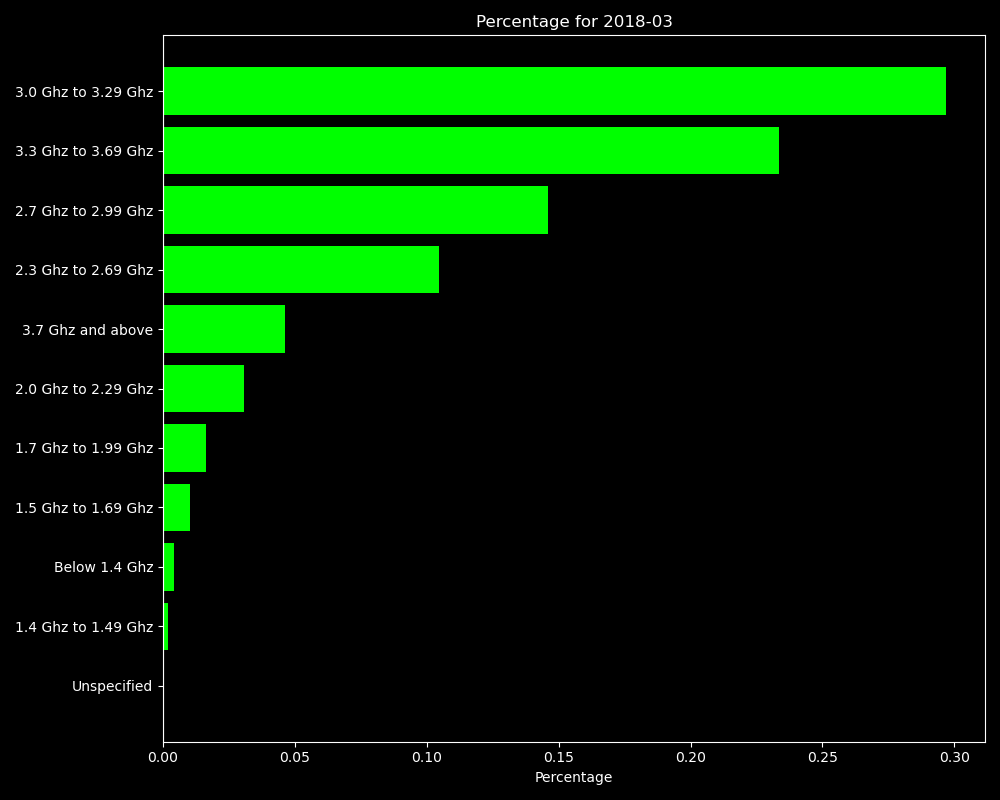 Percentage for 2018-03
3.0 Ghz to 3.29 Ghz
3.3 Ghz to 3.69 Ghz
2.7 Ghz to 2.99 Ghz
2.3 Ghz to 2.69 Ghz
3.7 Ghz and above
2.0 Ghz to 2.29 Ghz
1.7 Ghz to 1.99 Ghz
1.5 Ghz to 1.69 Ghz
Below 1.4 Ghz
1.4 Ghz to 1.49 Ghz
Unspecified
0.00 0.05 0.10 0.15 0.20 0.25 0.30
Percentage